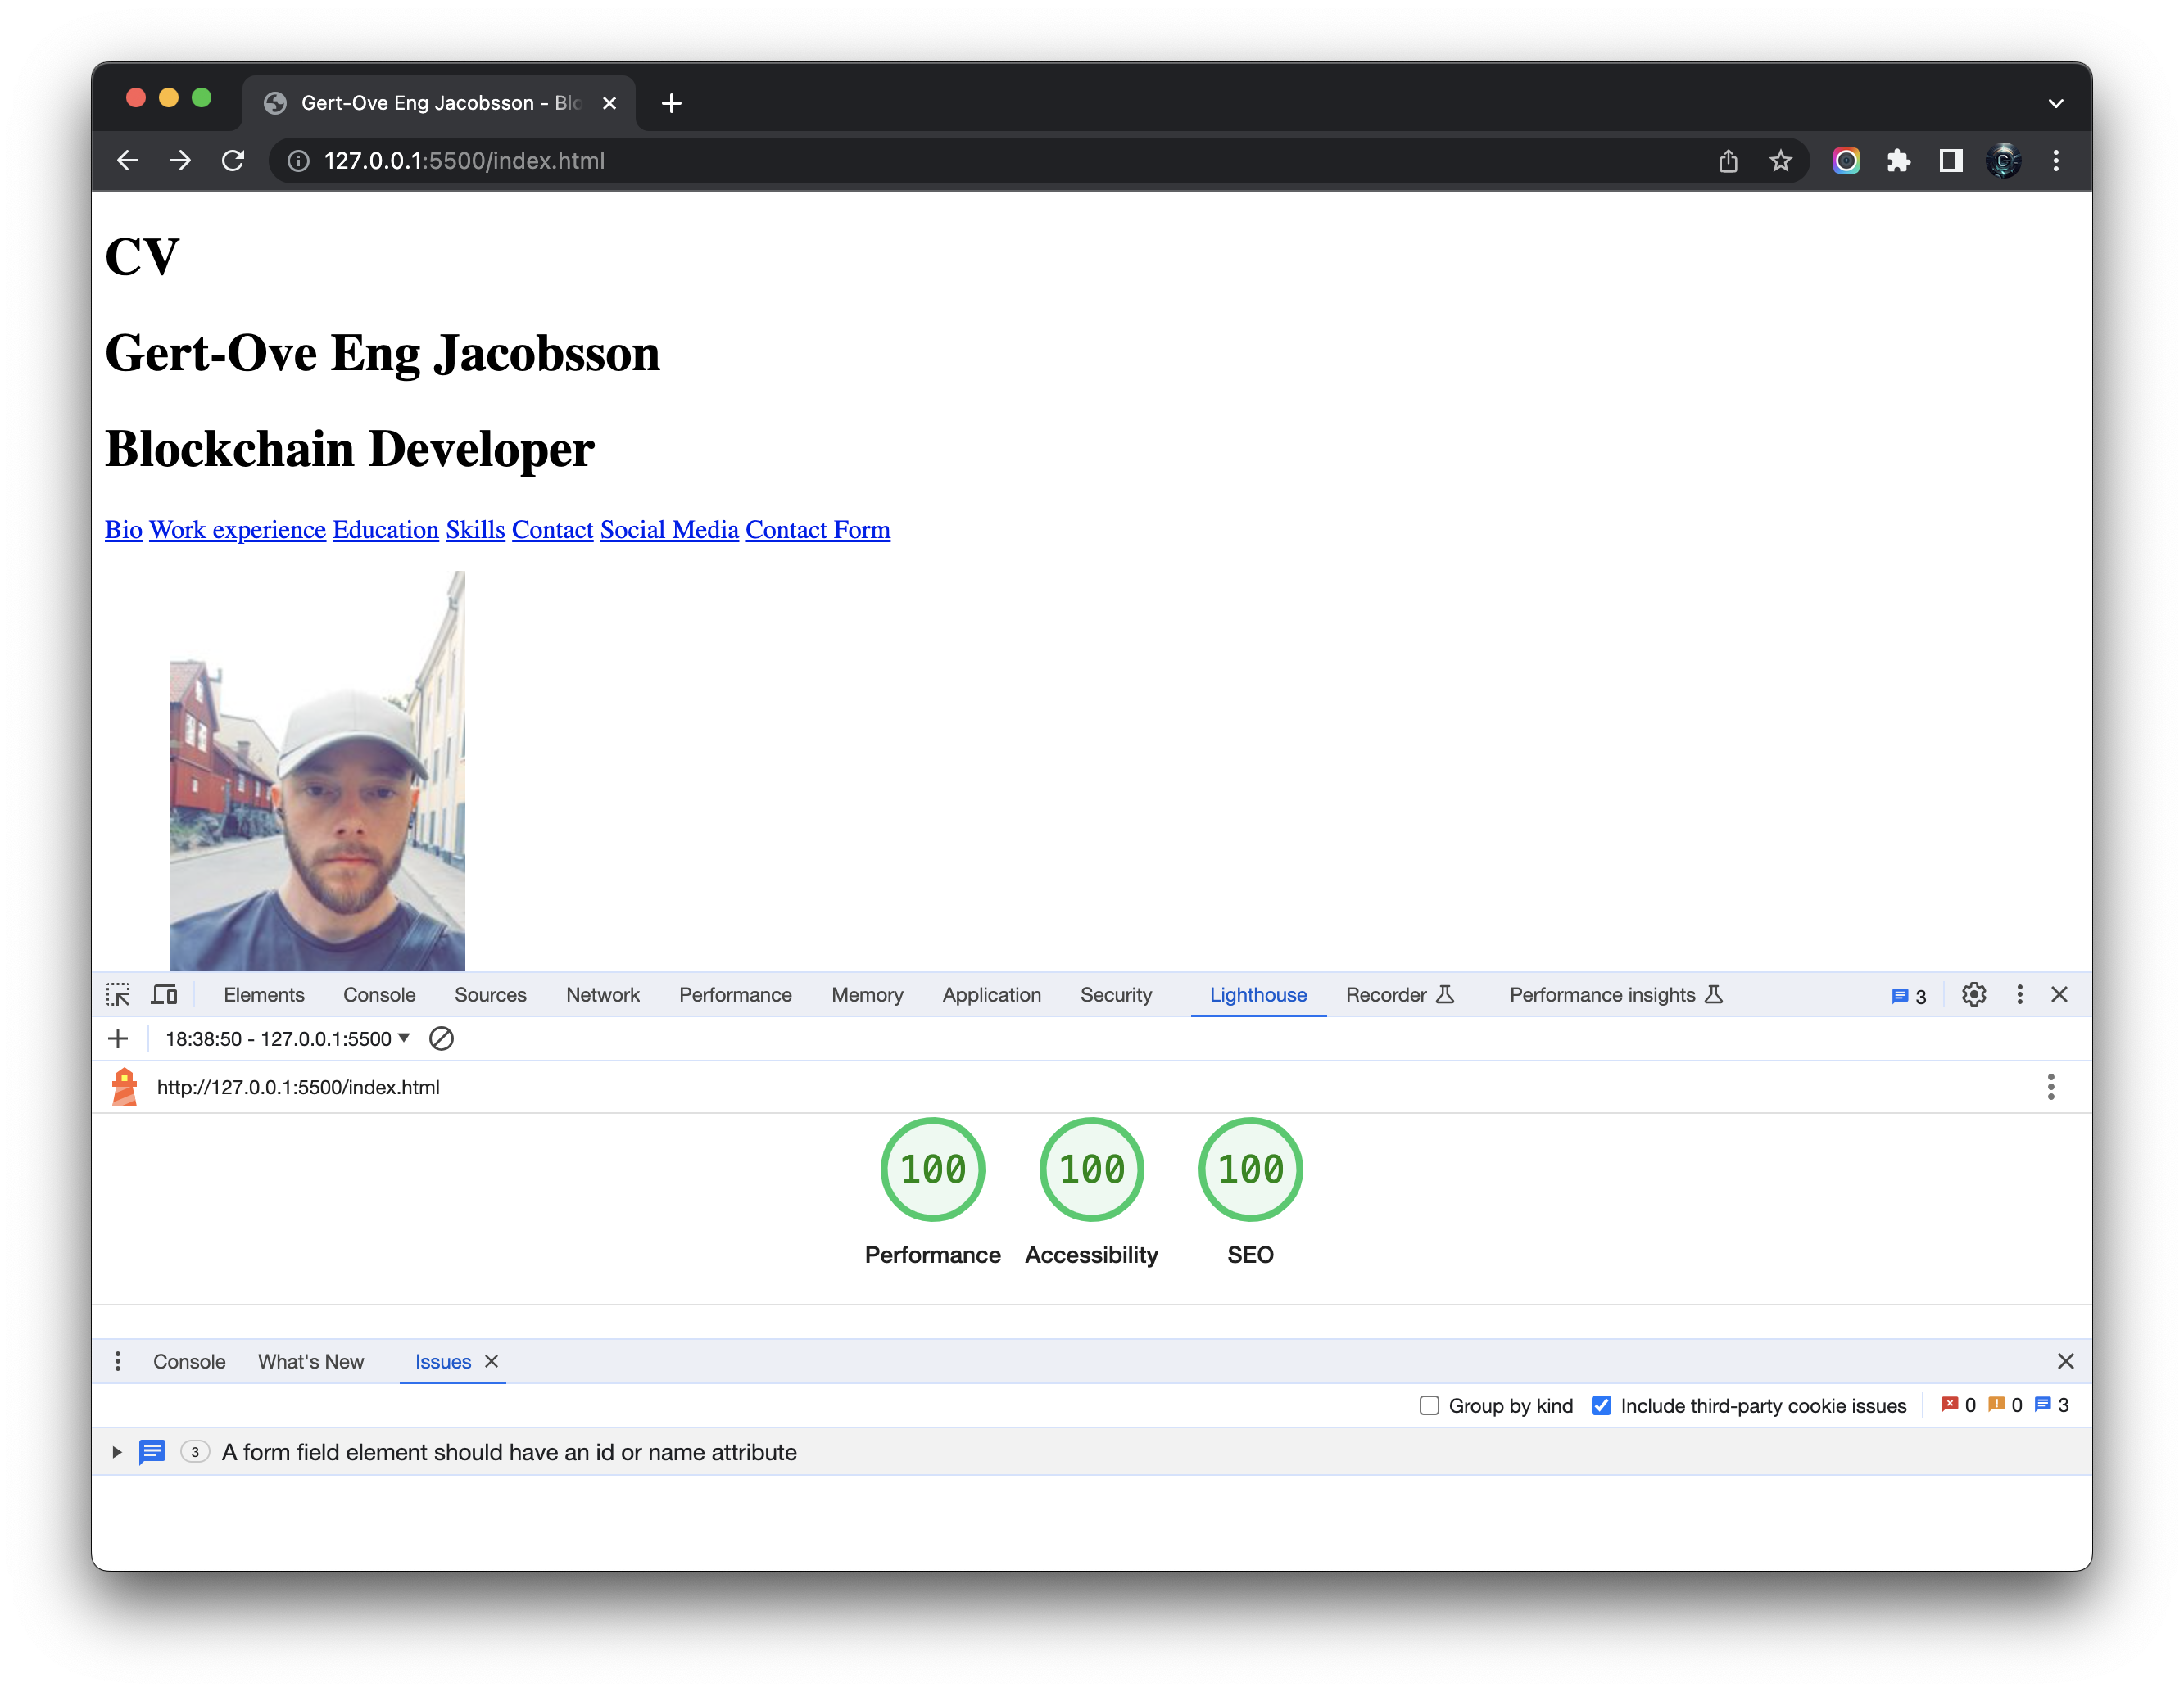 Gert-Ove Eng Jacobsson - Blo
127.0.0.1:5500/index.html
CV
Gert-Ove Eng Jacobsson
Blockchain Developer
Bio Work experience Education Skills Contact Social Media Contact Form
Elements Console Sources Network Performance Memory Application Security Lighthouse Recorder Performance insights 3
18:38:50 - 127.0.0.1:5500
http://127.0.0.1:5500/index.html
100 100 100
Performance Accessibility SEO
Console What's New Issues
Group by kind Include third-party cookie issues 0 0 3
3 A form field element should have an id or name attribute